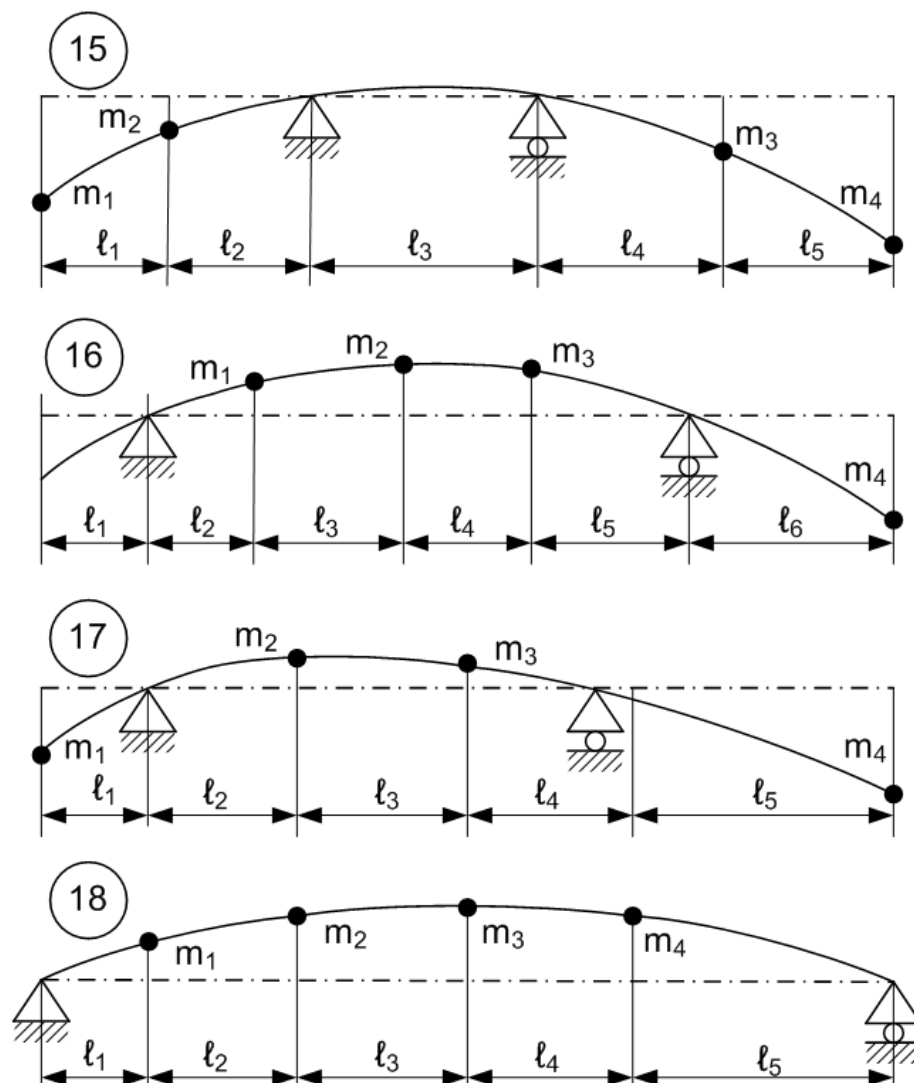 15
m₂ m₃
m₁ m₄
ℓ₁ ℓ₂ ℓ₃ ℓ₄ ℓ₅
16
m₁ m₂ m₃
m₄
ℓ₁ ℓ₂ ℓ₃ ℓ₄ ℓ₅ ℓ₆
17
m₂ m₃
m₁ m₄
ℓ₁ ℓ₂ ℓ₃ ℓ₄ ℓ₅
18
m₁ m₂ m₃ m₄
ℓ₁ ℓ₂ ℓ₃ ℓ₄ ℓ₅